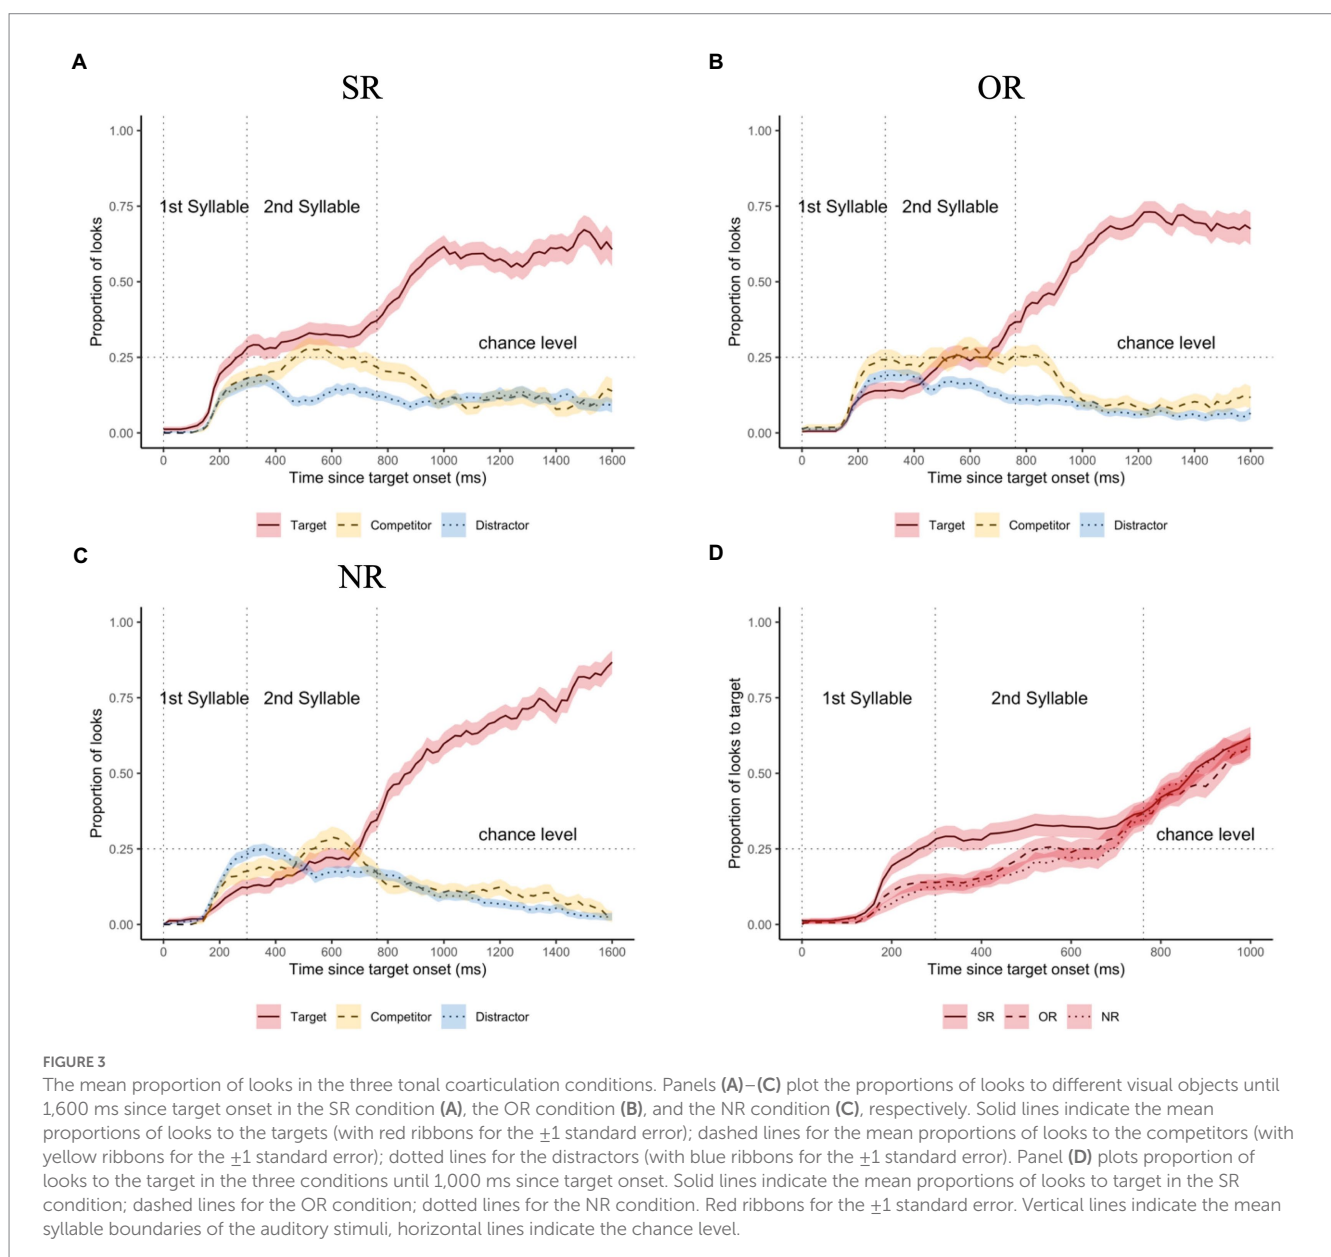 A
SR
1.00
0.75
0.50
0.25
0.00
Proportion of looks
1st Syllable
2nd Syllable
chance level
0 200 400 600 800 1000 1200 1400 1600
Time since target onset (ms)
Target Competitor Distractor
B
OR
1.00
0.75
0.50
0.25
0.00
Proportion of looks
1st Syllable
2nd Syllable
chance level
0 200 400 600 800 1000 1200 1400 1600
Time since target onset (ms)
Target Competitor Distractor
C
NR
1.00
0.75
0.50
0.25
0.00
Proportion of looks
1st Syllable
2nd Syllable
chance level
0 200 400 600 800 1000 1200 1400 1600
Time since target onset (ms)
Target Competitor Distractor
D
1.00
0.75
0.50
0.25
0.00
Proportion of looks to target
1st Syllable
2nd Syllable
chance level
0 200 400 600 800 1000
Time since target onset (ms)
SR OR NR
FIGURE 3
The mean proportion of looks in the three tonal coarticulation conditions. Panels (A)–(C) plot the proportions of looks to different visual objects until
1,600 ms since target onset in the SR condition (A), the OR condition (B), and the NR condition (C), respectively. Solid lines indicate the mean
proportions of looks to the targets (with red ribbons for the ±1 standard error); dashed lines for the mean proportions of looks to the competitors (with
yellow ribbons for the ±1 standard error); dotted lines for the distractors (with blue ribbons for the ±1 standard error). Panel (D) plots proportion of
looks to the target in the three conditions until 1,000 ms since target onset. Solid lines indicate the mean proportions of looks to target in the SR
condition; dashed lines for the OR condition; dotted lines for the NR condition. Red ribbons for the ±1 standard error. Vertical lines indicate the mean
syllable boundaries of the auditory stimuli, horizontal lines indicate the chance level.